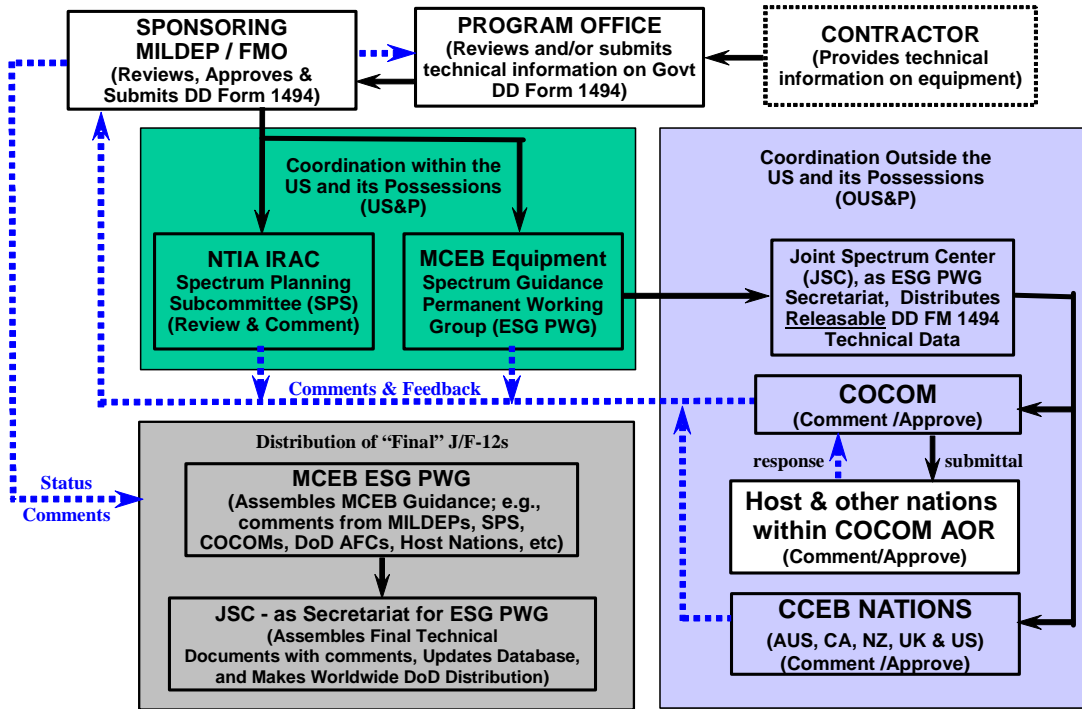 SPONSORING
MILDEP / FMO
(Reviews, Approves &
Submits DD Form 1494)
PROGRAM OFFICE
(Reviews and/or submits
technical information on Govt
DD Form 1494)
CONTRACTOR
(Provides technical
information on equipment)
Coordination within the
US and its Possessions
(US&P)
NTIA IRAC
Spectrum Planning
Subcommittee (SPS)
(Review & Comment)
MCEB Equipment
Spectrum Guidance
Permanent Working
Group (ESG PWG)
Coordination Outside the
US and its Possessions
(OUS&P)
Joint Spectrum Center
(JSC), as ESG PWG
Secretariat, Distributes
Releasable DD FM 1494
Technical Data
Comments & Feedback
COCOM
(Comment /Approve)
response
submittal
Host & other nations
within COCOM AOR
(Comment/Approve)
CCEB NATIONS
(AUS, CA, NZ, UK & US)
(Comment /Approve)
Status
Comments
Distribution of “Final” J/F-12s
MCEB ESG PWG
(Assembles MCEB Guidance; e.g.,
comments from MILDEPs, SPS,
COCOMs, DoD AFCs, Host Nations, etc)
JSC - as Secretariat for ESG PWG
(Assembles Final Technical
Documents with comments, Updates Database,
and Makes Worldwide DoD Distribution)